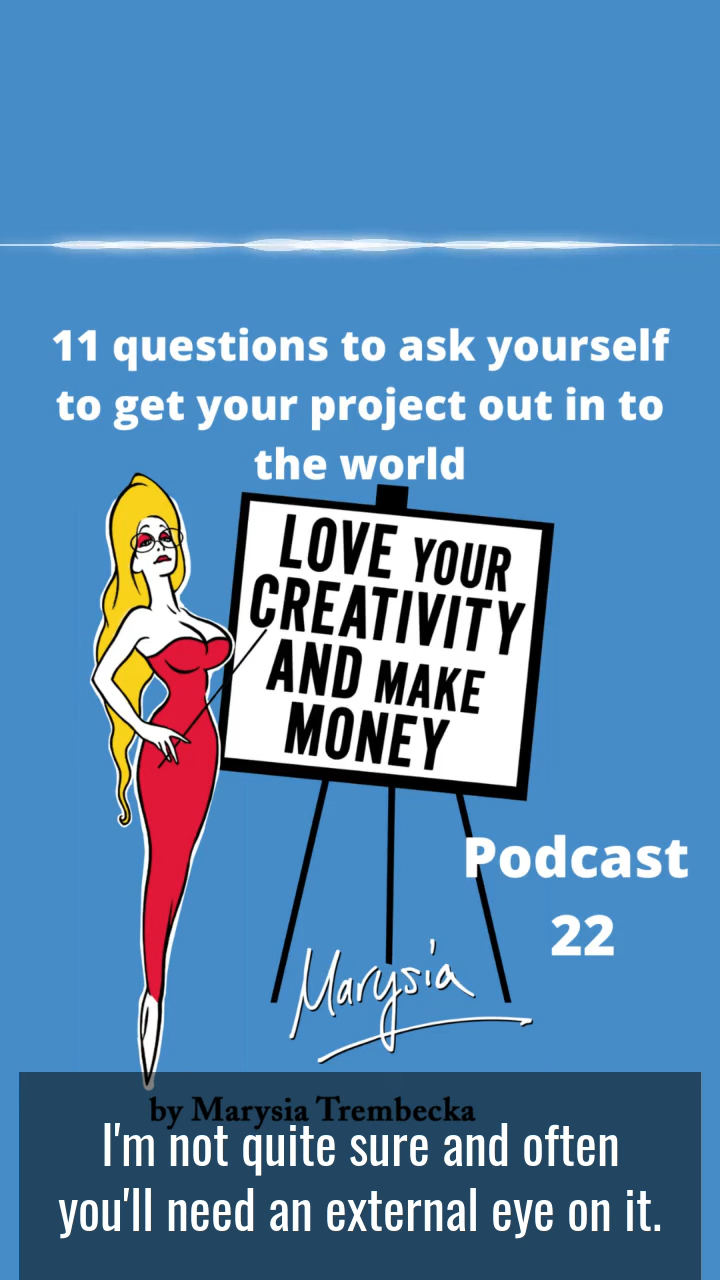 11 questions to ask yourself
to get your project out in to
the world
LOVE YOUR
CREATIVITY
AND MAKE
MONEY
Podcast
22
Marysia
by Marysia Trembecka
I'm not quite sure and often
you'll need an external eye on it.